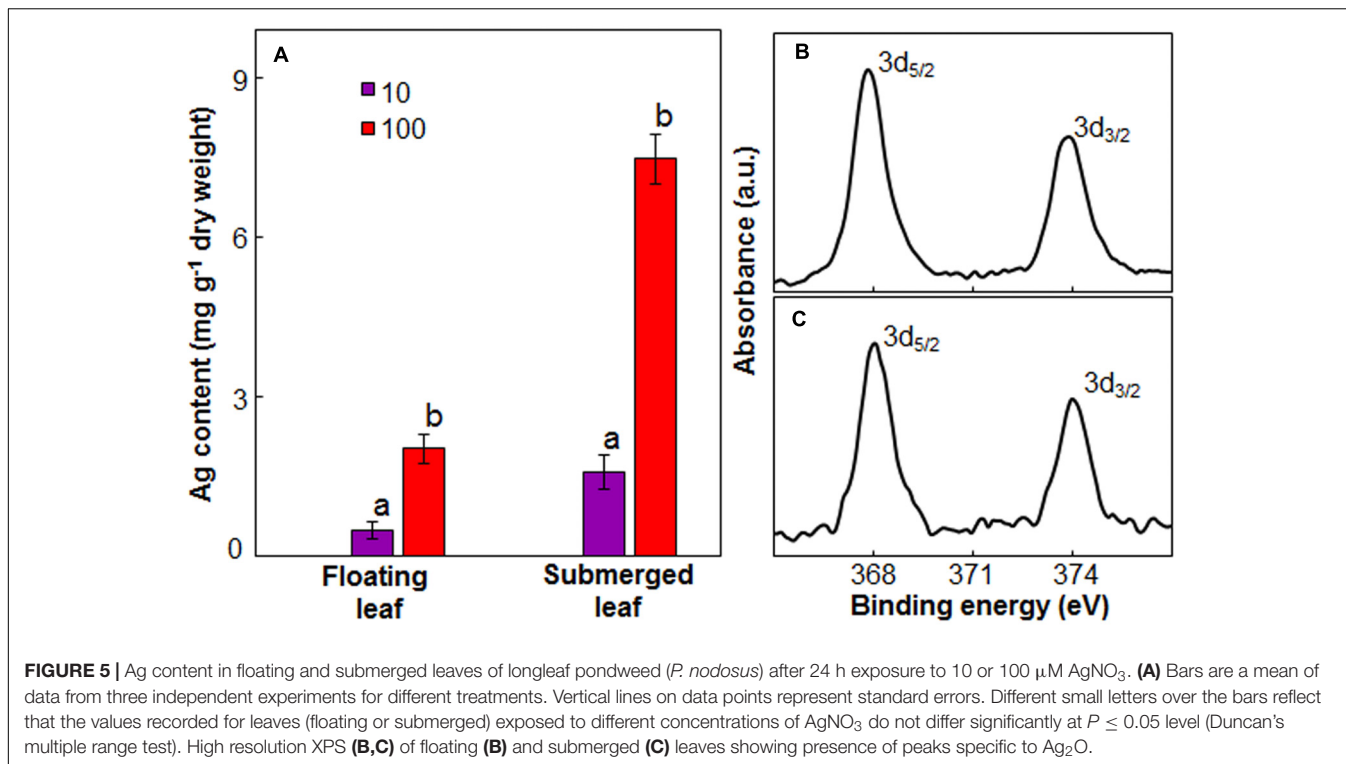 A
Ag content (mg g⁻¹ dry weight)
9
6
3
0
10
100
a
b
a
b
Floating
leaf
Submerged
leaf
B
3d5/2
3d3/2
Absorbance (a.u.)
C
3d5/2
3d3/2
368 371 374
Binding energy (eV)
FIGURE 5 | Ag content in floating and submerged leaves of longleaf pondweed (P. nodosus) after 24 h exposure to 10 or 100 μM AgNO₃. (A) Bars are a mean of
data from three independent experiments for different treatments. Vertical lines on data points represent standard errors. Different small letters over the bars reflect
that the values recorded for leaves (floating or submerged) exposed to different concentrations of AgNO₃ do not differ significantly at P ≤ 0.05 level (Duncan's
multiple range test). High resolution XPS (B,C) of floating (B) and submerged (C) leaves showing presence of peaks specific to Ag₂O.